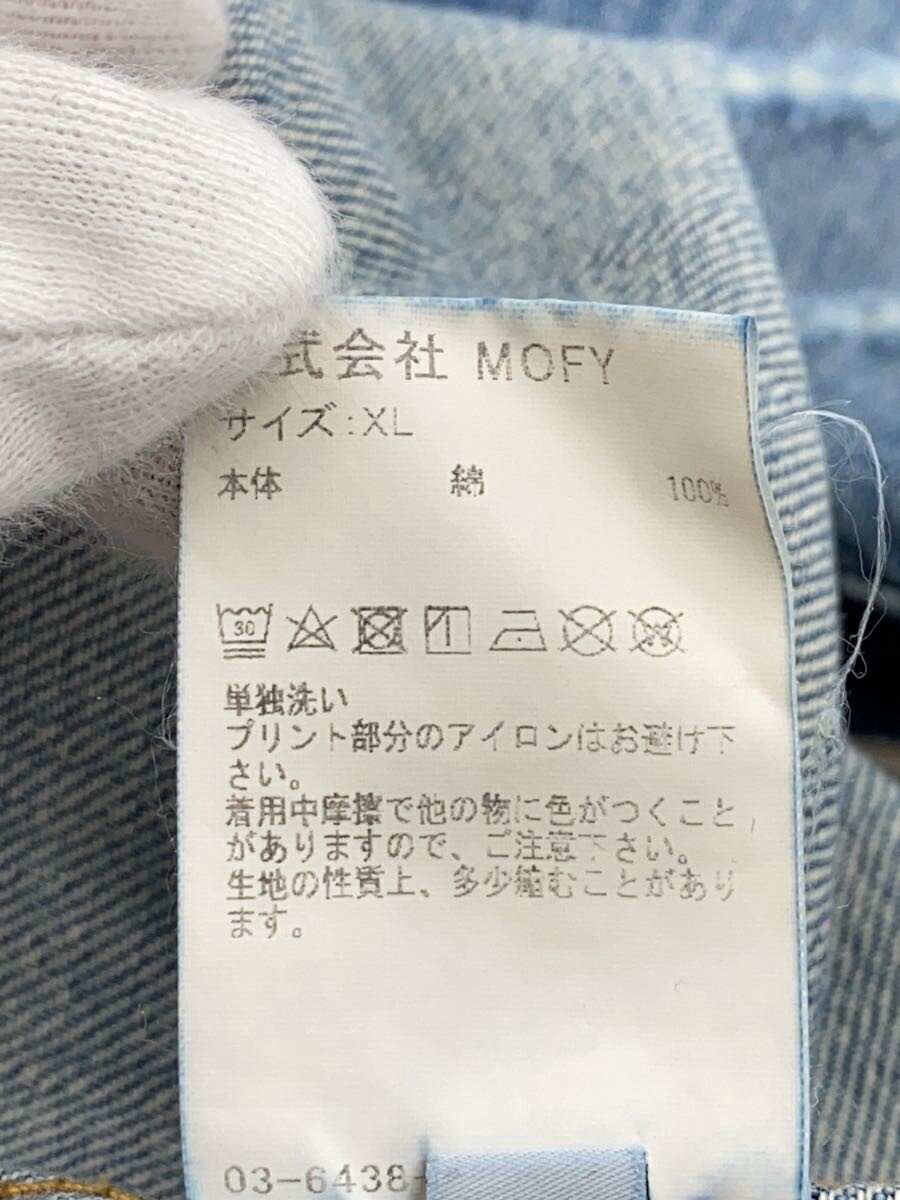 式会社 MOFY
サイズ:XL
本体 綿 100%
30
単独洗い
プリント部分のアイロンはお避け下
さい。
着用中摩擦で他の物に色がつくこと
がありますので、ご注意下さい。
生地の性質上、多少縮むことがあり
ます。
03-6438-